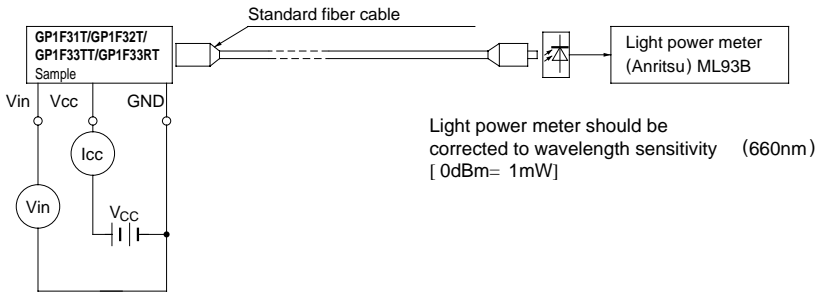 Standard fiber cable
GP1F31T/GP1F32T/
GP1F33TT/GP1F33RT
Sample
Light power meter
(Anritsu) ML93B
Vin Vcc GND
Icc
Vin
VCC
Light power meter should be
corrected to wavelength sensitivity (660nm)
[ 0dBm= 1mW]